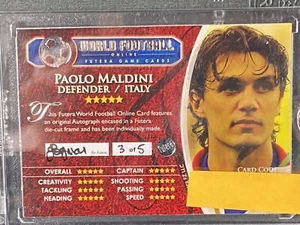 WORLD FOOTBALL
ONLINE
FUTERA GAME CARDS
PAOLO MALDINI
DEFENDER / ITALY
★★★★★
This Futera World Football Online Card features
an original Autograph encased in a Futera
die-cut frame and has been individually made.
3 of 5
OVERALL ★★★★★ CAPTAIN ★★★★★
CREATIVITY ★★★★★ SHOOTING ★★★★★
TACKLING ★★★★★ PASSING ★★★★★
HEADING ★★★★★ SPEED ★★★★★
CARD CODE